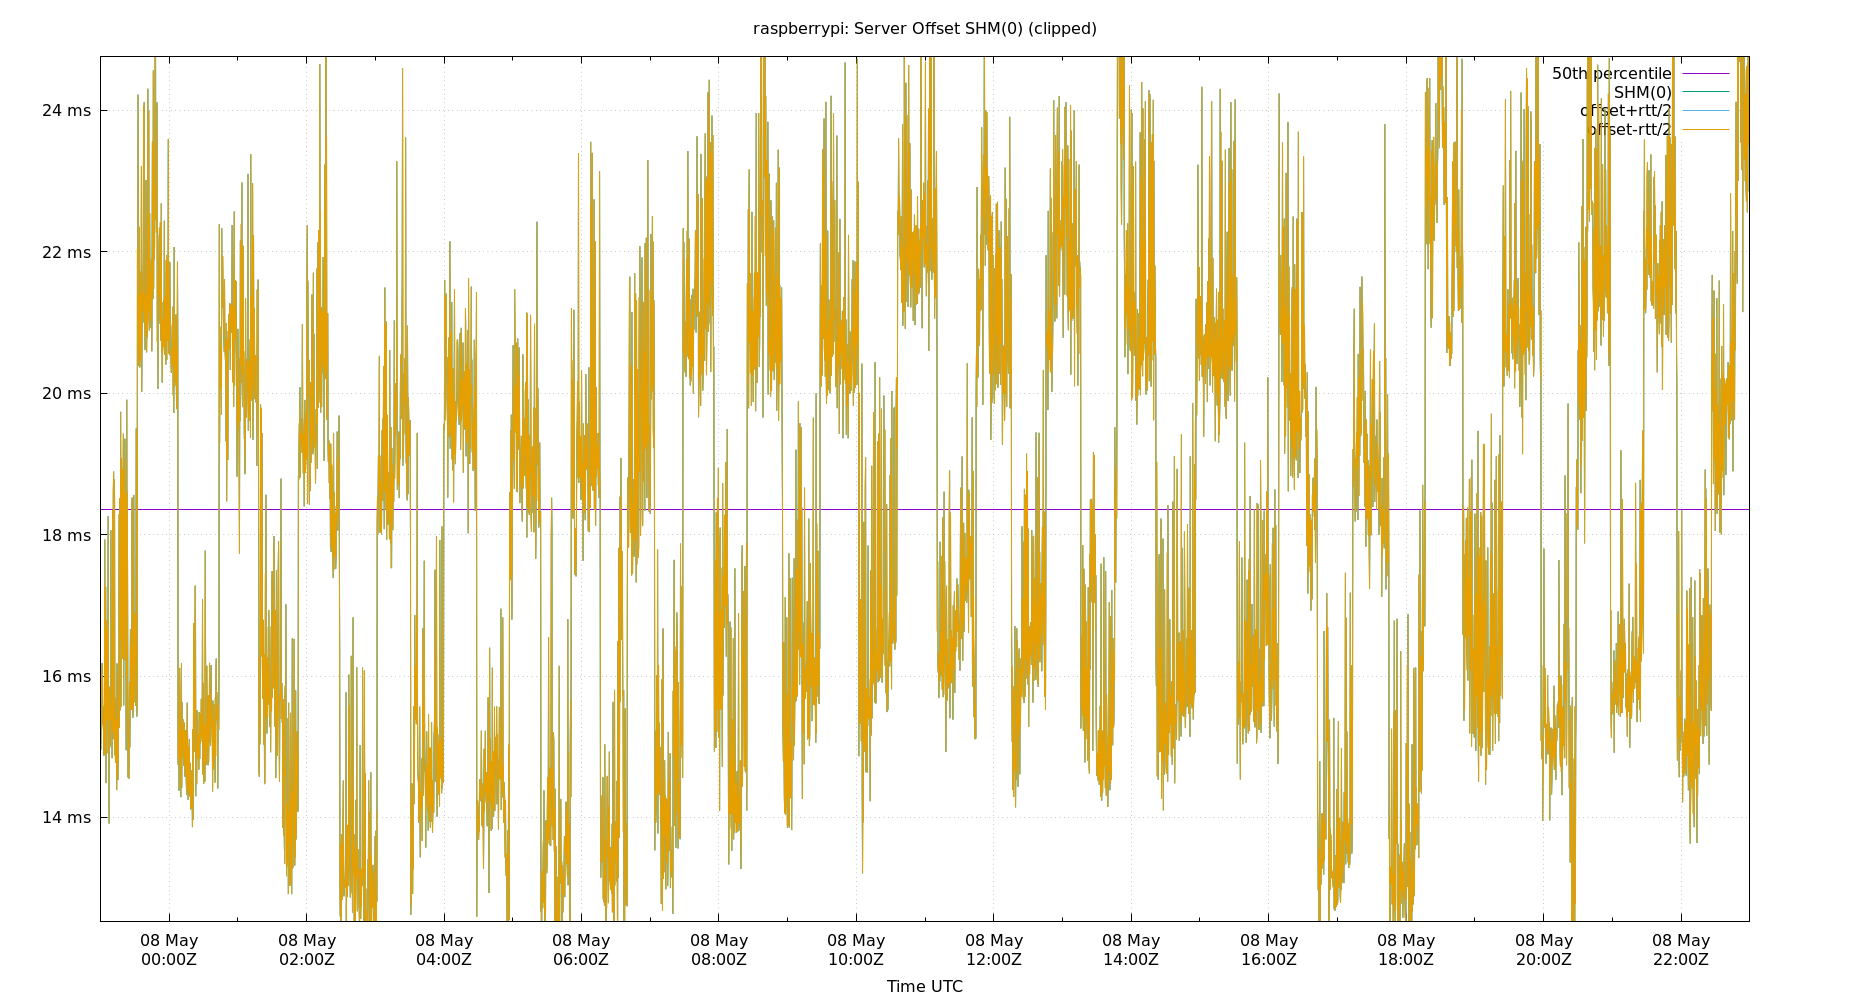 raspberrypi: Server Offset SHM(0) (clipped)
50th percentile
SHM(0)
offset+rtt/2
offset-rtt/2
24 ms
22 ms
20 ms
18 ms
16 ms
14 ms
08 May 08 May 08 May 08 May 08 May 08 May 08 May 08 May 08 May 08 May 08 May 08 May
00:00Z 02:00Z 04:00Z 06:00Z 08:00Z 10:00Z 12:00Z 14:00Z 16:00Z 18:00Z 20:00Z 22:00Z
Time UTC